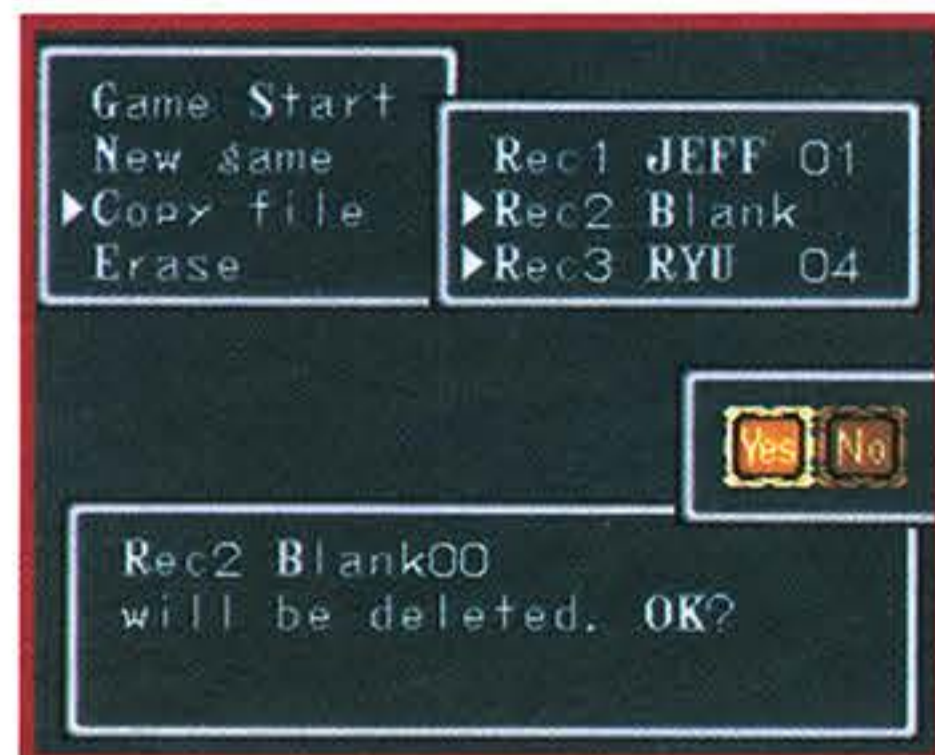 Game Start
New game
▶Copy file
Erase
Rec1 JEFF 01
▶Rec2 Blank
▶Rec3 RYU 04
Yes No
Rec2 Blank00
will be deleted. OK?